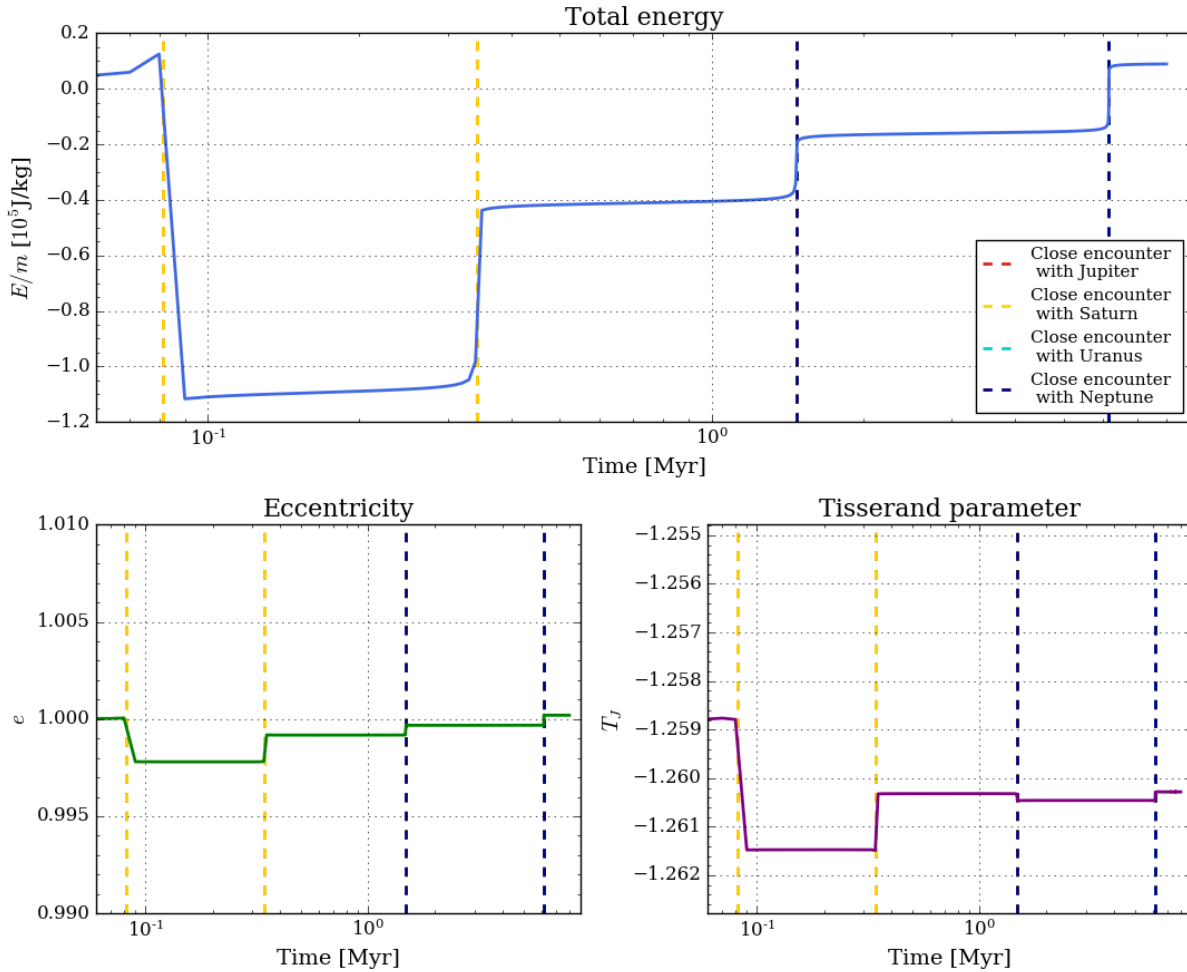 Total energy
0.2
0.0
−0.2
−0.4
−0.6
−0.8
−1.0
−1.2
E/m [10⁵J/kg]
10⁻¹
10⁰
Time [Myr]
Close encounter
with Jupiter
Close encounter
with Saturn
Close encounter
with Uranus
Close encounter
with Neptune
Eccentricity
1.010
1.005
1.000
0.995
0.990
e
10⁻¹
10⁰
Time [Myr]
Tisserand parameter
−1.255
−1.256
−1.257
−1.258
−1.259
−1.260
−1.261
−1.262
T_J
10⁻¹
10⁰
Time [Myr]